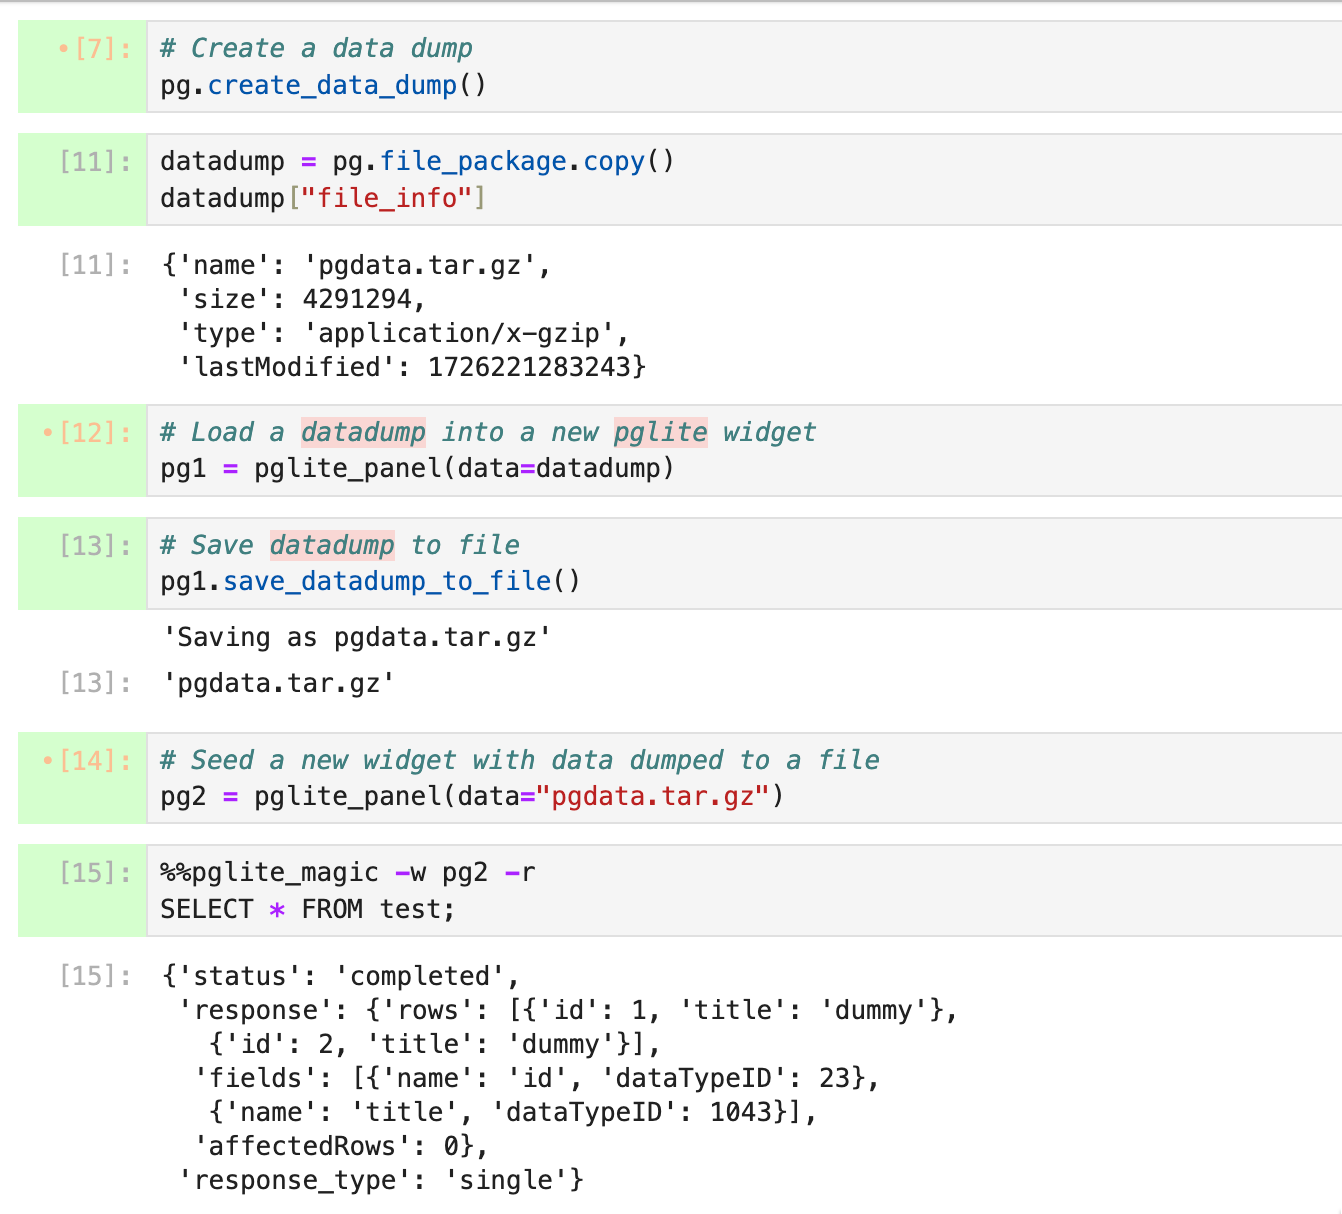 •[7]:
# Create a data dump
pg.create_data_dump()
[11]:
datadump = pg.file_package.copy()
datadump["file_info"]
[11]:
{'name': 'pgdata.tar.gz',
 'size': 4291294,
 'type': 'application/x-gzip',
 'lastModified': 1726221283243}
•[12]:
# Load a datadump into a new pglite widget
pg1 = pglite_panel(data=datadump)
[13]:
# Save datadump to file
pg1.save_datadump_to_file()
'Saving as pgdata.tar.gz'
[13]:
'pgdata.tar.gz'
•[14]:
# Seed a new widget with data dumped to a file
pg2 = pglite_panel(data="pgdata.tar.gz")
[15]:
%%pglite_magic -w pg2 -r
SELECT * FROM test;
[15]:
{'status': 'completed',
 'response': {'rows': [{'id': 1, 'title': 'dummy'},
   {'id': 2, 'title': 'dummy'}],
  'fields': [{'name': 'id', 'dataTypeID': 23},
   {'name': 'title', 'dataTypeID': 1043}],
  'affectedRows': 0},
 'response_type': 'single'}